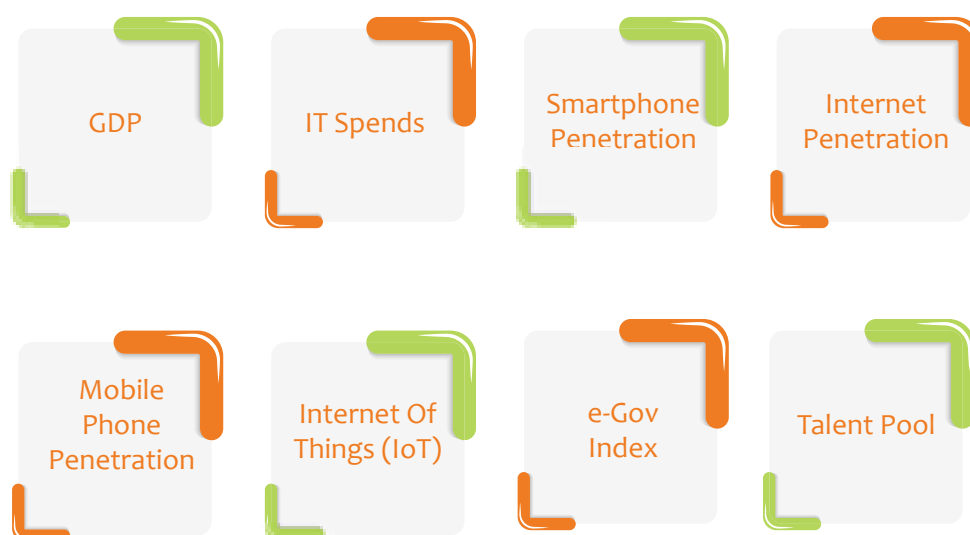 GDP
IT Spends
Smartphone
Penetration
Internet
Penetration
Mobile
Phone
Penetration
Internet Of
Things (IoT)
e-Gov
Index
Talent Pool